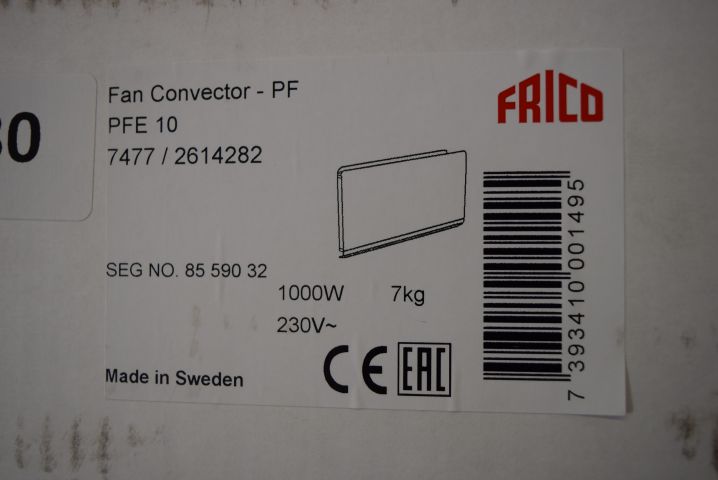 Fan Convector - PF
PFE 10
7477 / 2614282
FRICO
SEG NO. 85 590 32
1000W 7kg
230V~
Made in Sweden
CE EAC
7 393410 001495